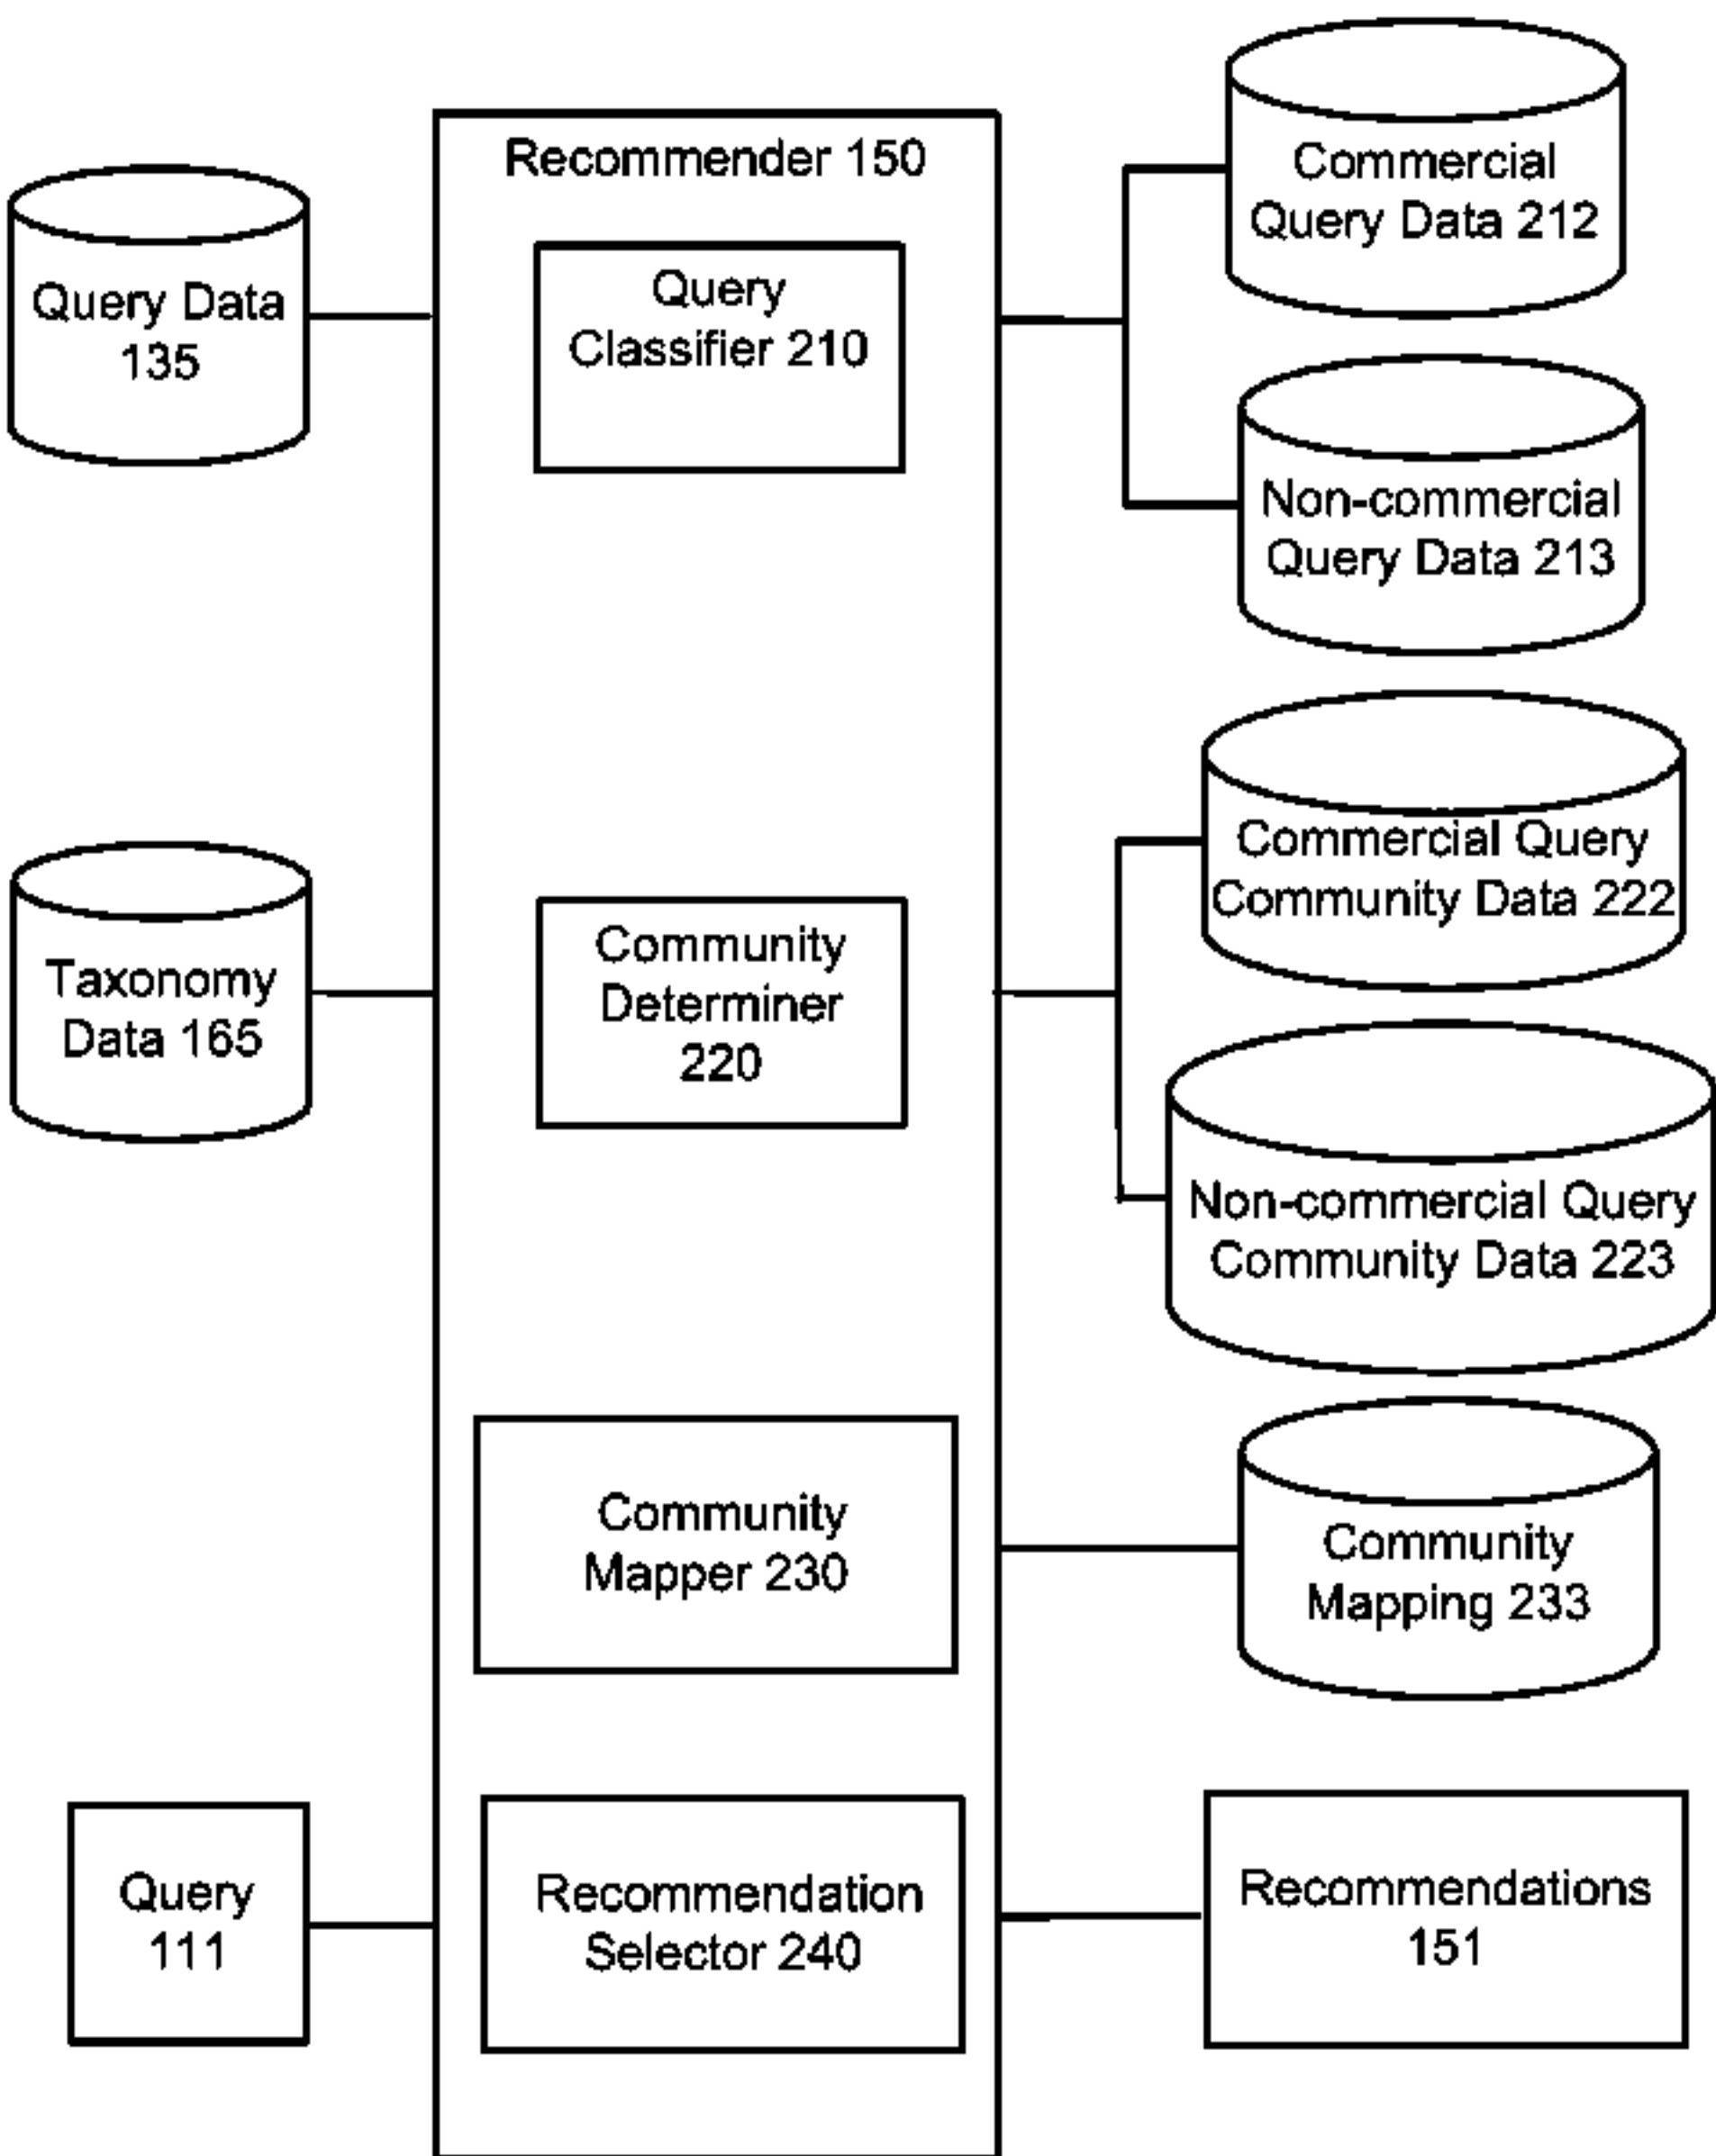 Recommender 150
Query Data
135
Query
Classifier 210
Commercial
Query Data 212
Non-commercial
Query Data 213
Taxonomy
Data 165
Community
Determiner
220
Commercial Query
Community Data 222
Non-commercial Query
Community Data 223
Community
Mapper 230
Community
Mapping 233
Query
111
Recommendation
Selector 240
Recommendations
151